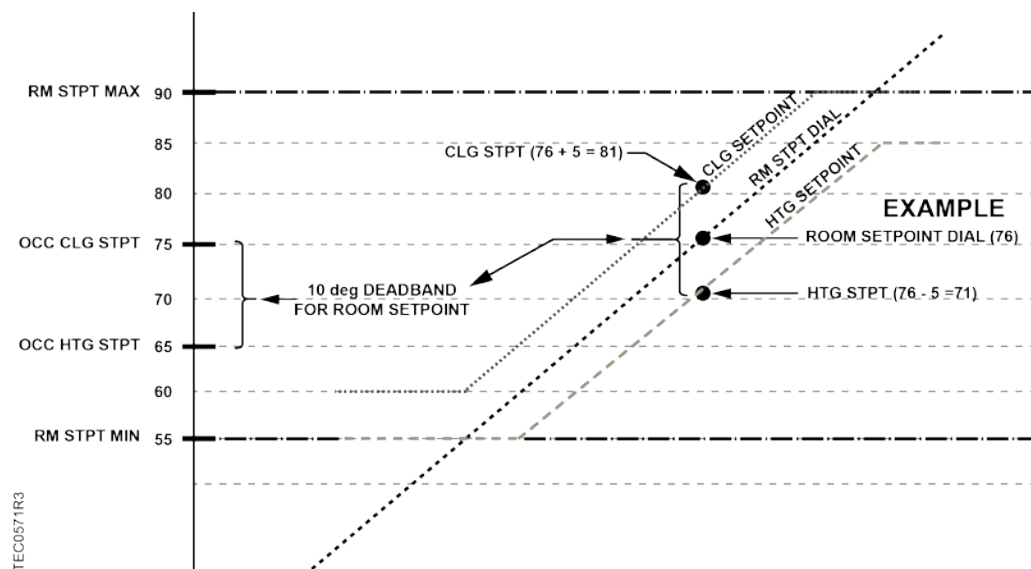 RM STPT MAX 90
85
CLG STPT (76 + 5 = 81)
CLG SETPOINT
RM STPT DIAL
HTG SETPOINT
80
EXAMPLE
OCC CLG STPT 75
ROOM SETPOINT DIAL (76)
10 deg DEADBAND
FOR ROOM SETPOINT
70
HTG STPT (76 - 5 =71)
OCC HTG STPT 65
60
RM STPT MIN 55
TEC0571R3